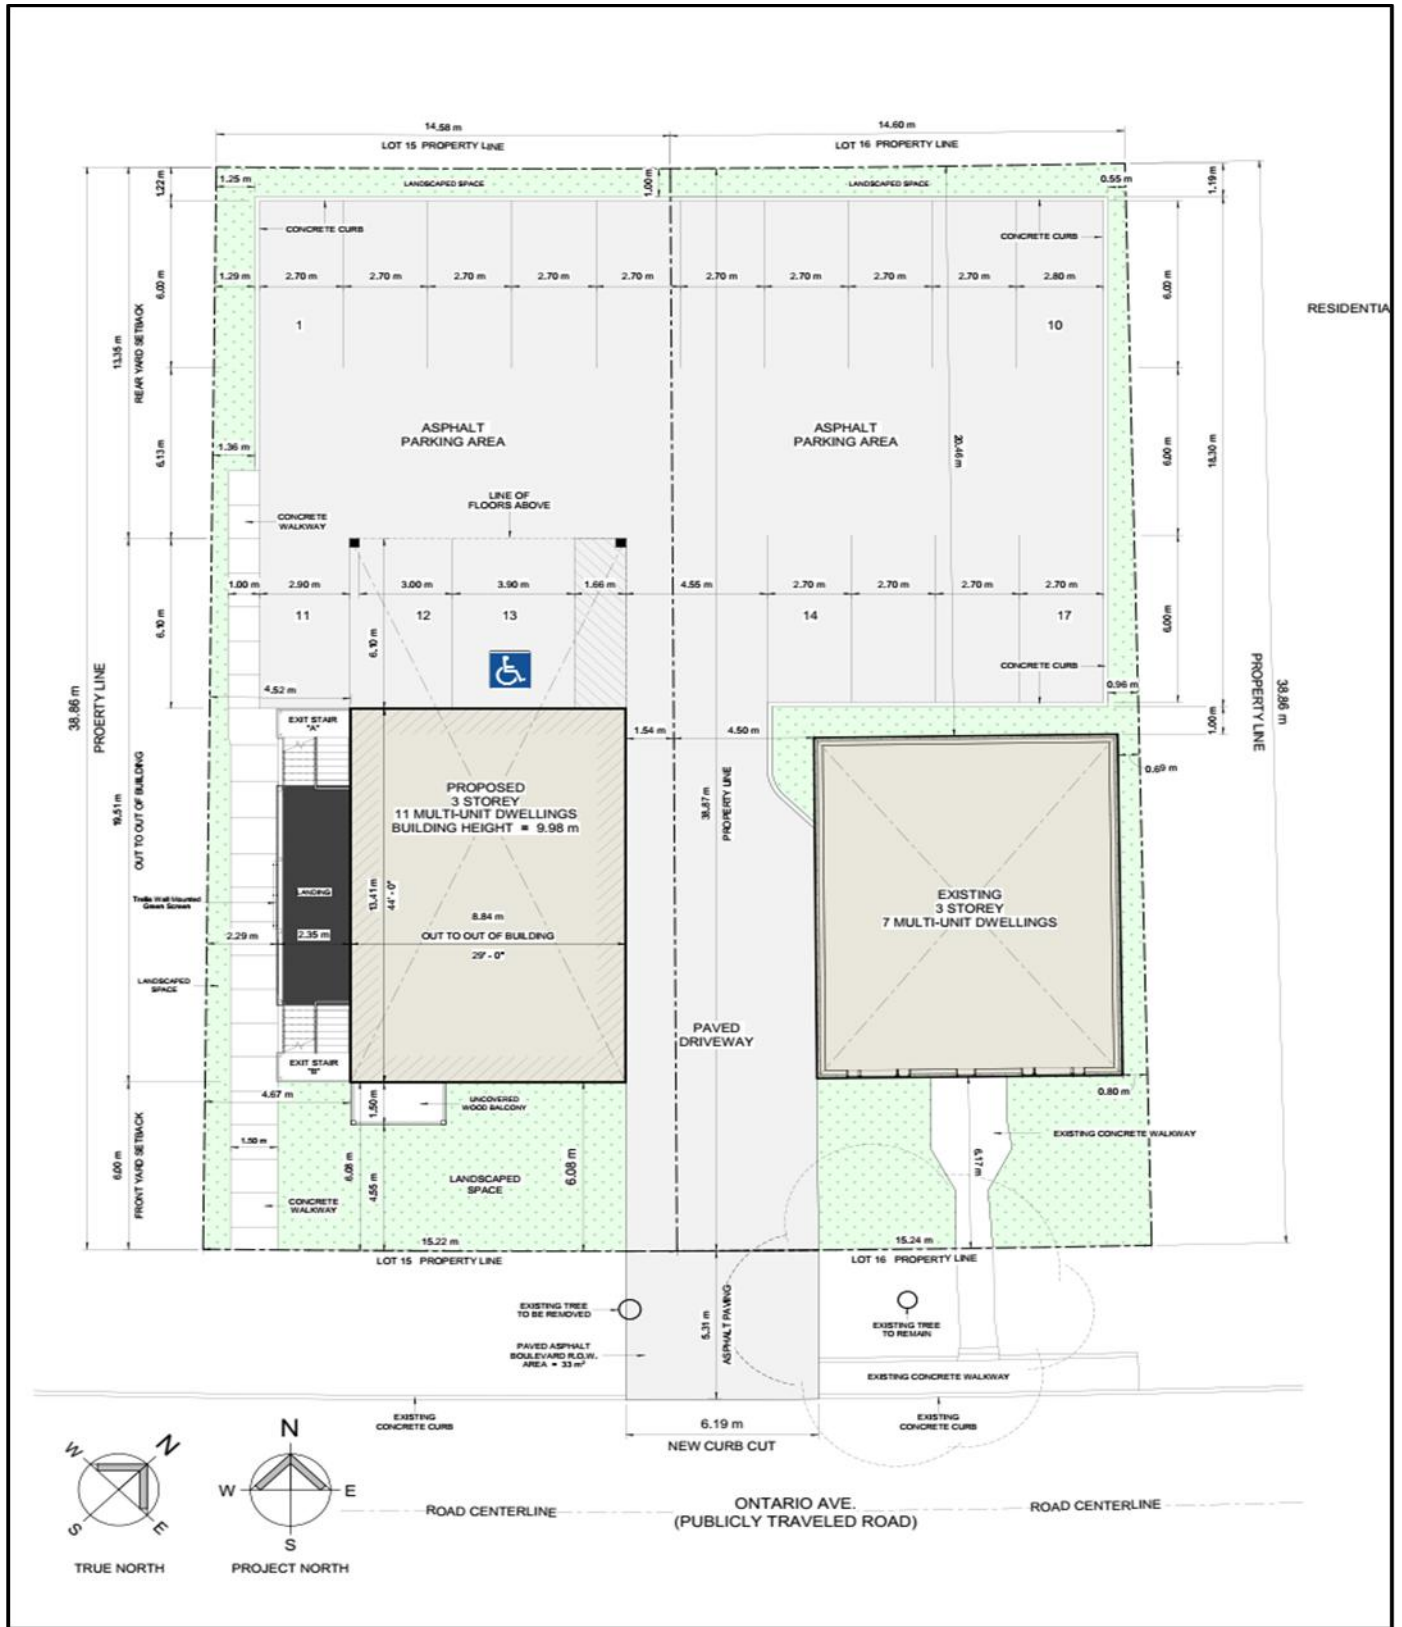 14.58 m
14.60 m
LOT 15 PROPERTY LINE
LOT 16 PROPERTY LINE
1.22 m
1.25 m
LANDSCAPED SPACE
1.00 m
LANDSCAPED SPACE
0.55 m
1.19 m
CONCRETE CURB
CONCRETE CURB
1.29 m
2.70 m
2.70 m
2.70 m
2.70 m
2.70 m
2.70 m
2.70 m
2.70 m
2.70 m
2.80 m
6.00 m
6.00 m
RESIDENTIA
1
10
13.35 m
REAR YARD SETBACK
ASPHALT
PARKING AREA
ASPHALT
PARKING AREA
1.36 m
6.13 m
20.46 m
6.00 m
18.30 m
LINE OF
FLOORS ABOVE
CONCRETE
WALKWAY
1.00 m
2.90 m
3.00 m
3.90 m
1.66 m
4.55 m
2.70 m
2.70 m
2.70 m
2.70 m
11
12
13
14
17
6.10 m
6.10 m
6.00 m
CONCRETE CURB
38.86 m
PROERTY LINE
4.52 m
0.96 m
PROPERTY LINE
38.86 m
EXIT STAIR
"A"
1.54 m
4.50 m
1.00 m
0.69 m
PROPOSED
3 STOREY
11 MULTI-UNIT DWELLINGS
BUILDING HEIGHT = 9.98 m
38.87 m
PROPERTY LINE
19.51 m
OUT TO OUT OF BUILDING
Trellis Wall Mounted
Green Screen
LANDING
13.41 m
44' - 0"
EXISTING
3 STOREY
7 MULTI-UNIT DWELLINGS
2.29 m
2.35 m
8.84 m
OUT TO OUT OF BUILDING
29' - 0"
LANDSCAPED
SPACE
PAVED
DRIVEWAY
EXIT STAIR
"B"
4.67 m
1.50 m
UNCOVERED
WOOD BALCONY
0.80 m
6.00 m
FRONT YARD SETBACK
1.50 m
6.08 m
4.55 m
6.08 m
EXISTING CONCRETE WALKWAY
6.17 m
LANDSCAPED
SPACE
CONCRETE
WALKWAY
15.22 m
15.24 m
LOT 15 PROPERTY LINE
LOT 16 PROPERTY LINE
EXISTING TREE
TO BE REMOVED
5.31 m
ASPHALT PAVING
EXISTING TREE
TO REMAIN
PAVED ASPHALT
BOULEVARD R.O.W.
AREA = 33 m²
EXISTING CONCRETE WALKWAY
EXISTING
CONCRETE CURB
6.19 m
NEW CURB CUT
EXISTING
CONCRETE CURB
W
N
S
E
TRUE NORTH
N
W
E
S
PROJECT NORTH
ROAD CENTERLINE
ONTARIO AVE.
(PUBLICLY TRAVELED ROAD)
ROAD CENTERLINE